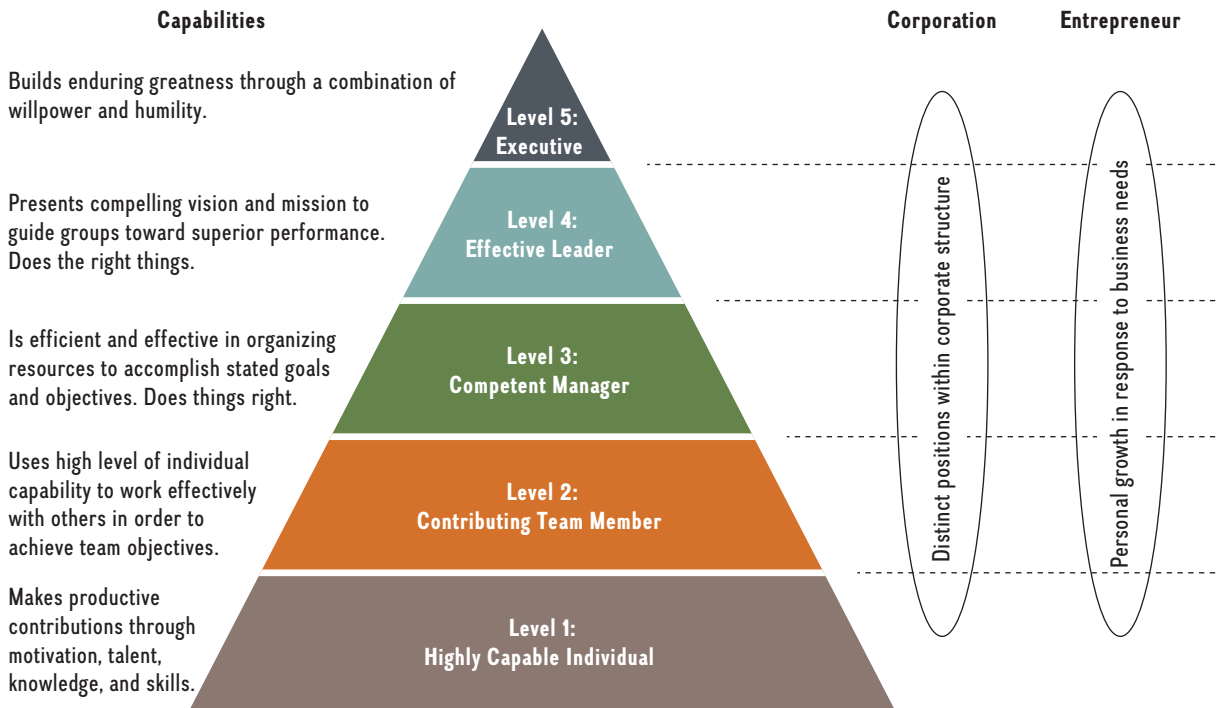 Capabilities
Corporation
Entrepreneur
Builds enduring greatness through a combination of
willpower and humility.
Level 5:
Executive
Presents compelling vision and mission to
guide groups toward superior performance.
Does the right things.
Level 4:
Effective Leader
Is efficient and effective in organizing
resources to accomplish stated goals
and objectives. Does things right.
Level 3:
Competent Manager
Uses high level of individual
capability to work effectively
with others in order to
achieve team objectives.
Level 2:
Contributing Team Member
Makes productive
contributions through
motivation, talent,
knowledge, and skills.
Level 1:
Highly Capable Individual
Distinct positions within corporate structure
Personal growth in response to business needs